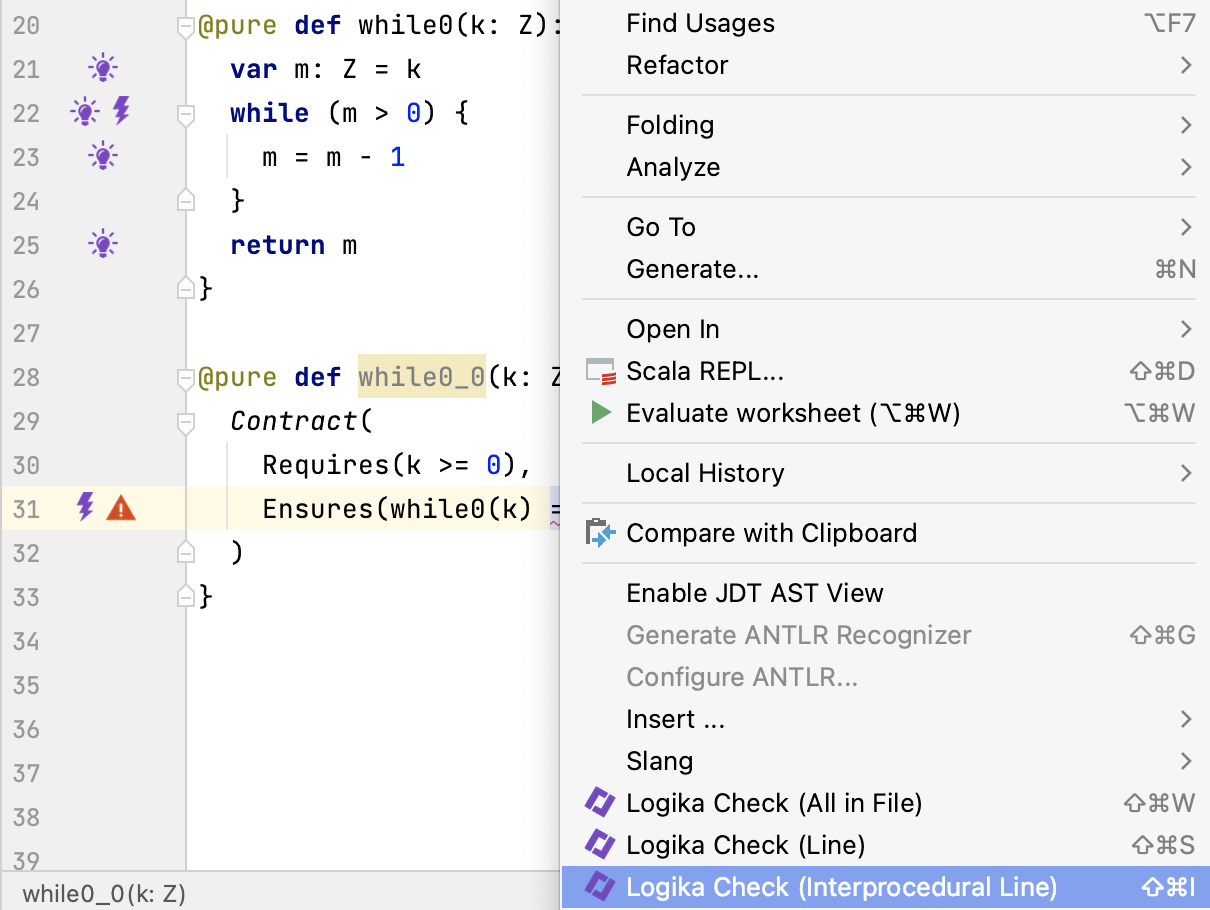 20 @pure def while0(k: Z):
21 var m: Z = k
22 while (m > 0) {
23 m = m - 1
24 }
25 return m
26 }
27
28 @pure def while0_0(k: Z
29 Contract(
30 Requires(k >= 0),
31 Ensures(while0(k) =
32 )
33 }
34
35
36
37
38
39
while0_0(k: Z)
Find Usages ⌥F7
Refactor
Folding
Analyze
Go To
Generate... ⌘N
Open In
Scala REPL... ⇧⌘D
Evaluate worksheet (⌥⌘W) ⌥⌘W
Local History
Compare with Clipboard
Enable JDT AST View
Generate ANTLR Recognizer ⇧⌘G
Configure ANTLR...
Insert ...
Slang
Logika Check (All in File) ⇧⌘W
Logika Check (Line) ⇧⌘S
Logika Check (Interprocedural Line) ⇧⌘I